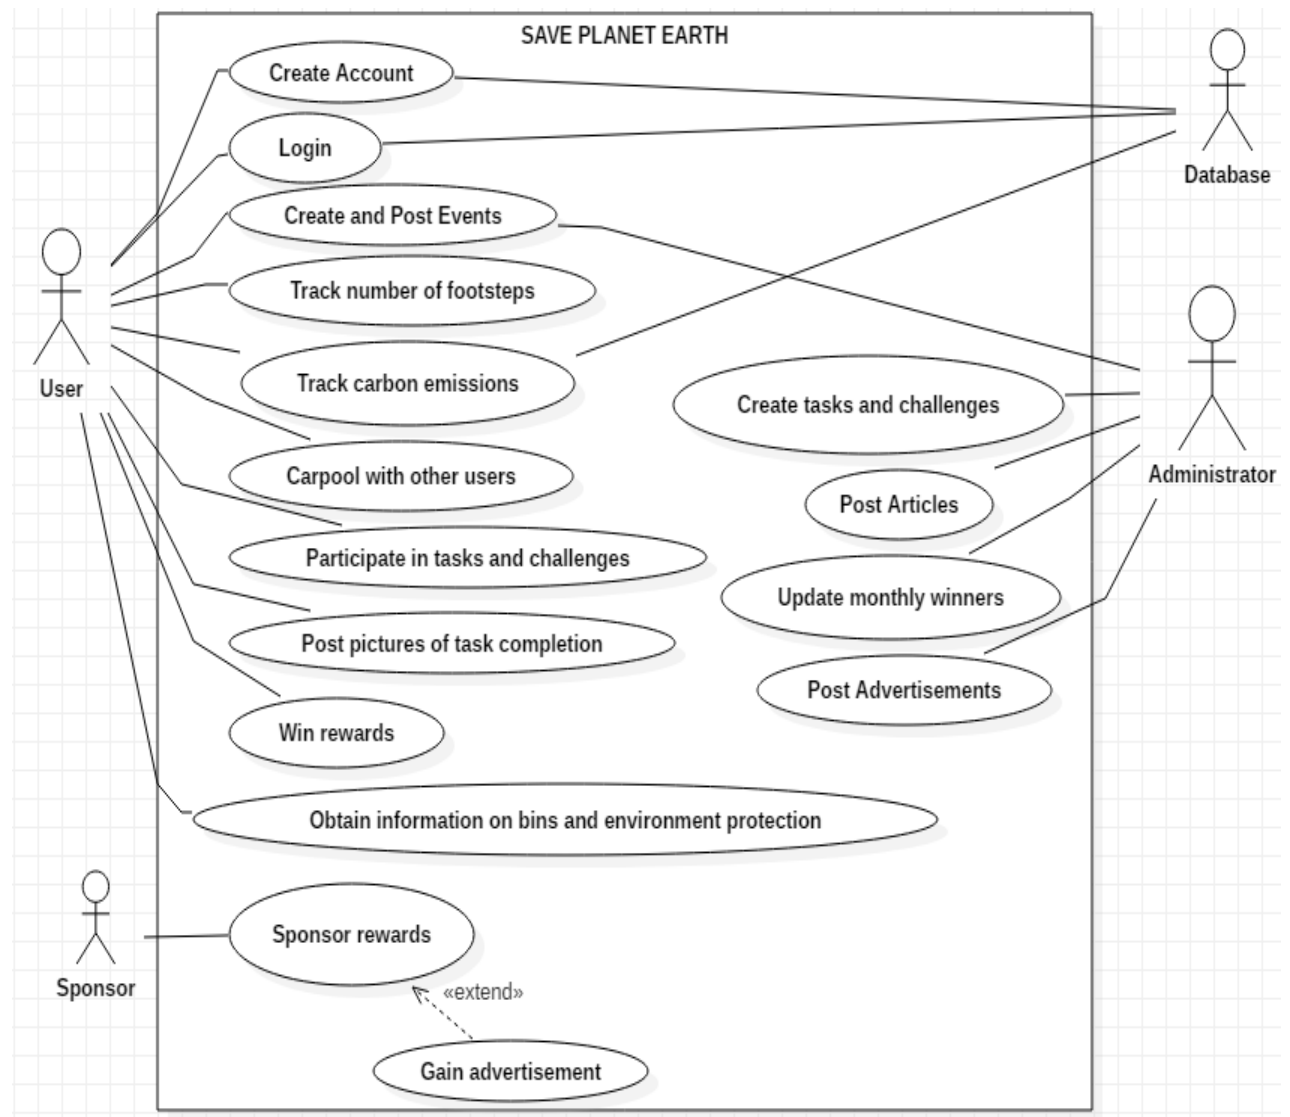 SAVE PLANET EARTH
Create Account
Login
Database
Create and Post Events
Track number of footsteps
User
Track carbon emissions
Create tasks and challenges
Carpool with other users
Administrator
Post Articles
Participate in tasks and challenges
Update monthly winners
Post pictures of task completion
Post Advertisements
Win rewards
Obtain information on bins and environment protection
Sponsor rewards
Sponsor
«extend»
Gain advertisement